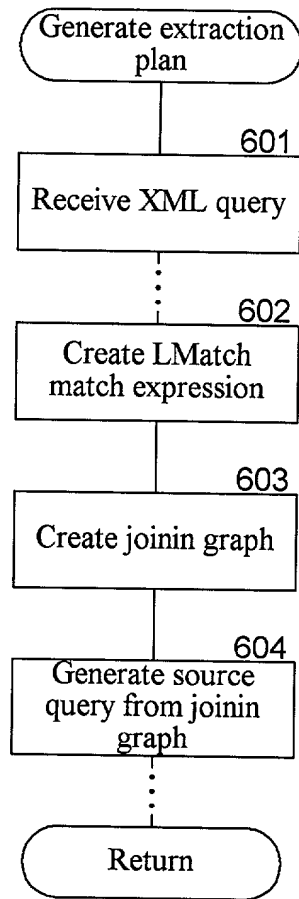 Generate extraction
plan
601
Receive XML query
602
Create LMatch
match expression
603
Create joinin graph
604
Generate source
query from joinin
graph
Return